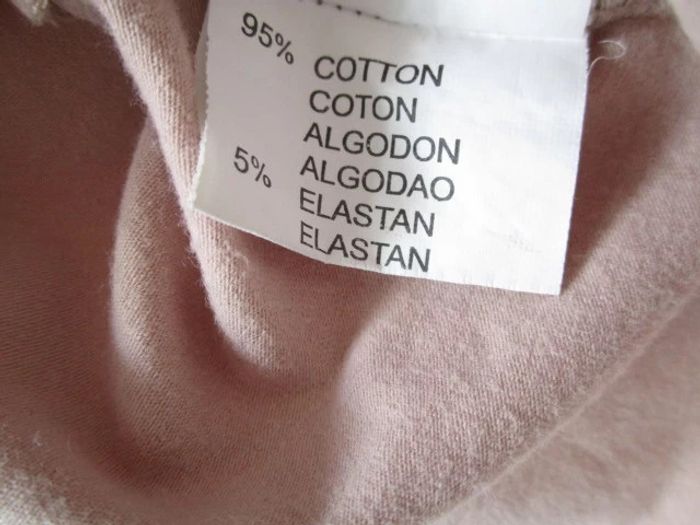 95% COTTON
COTON
ALGODON
5% ALGODAO
ELASTAN
ELASTAN